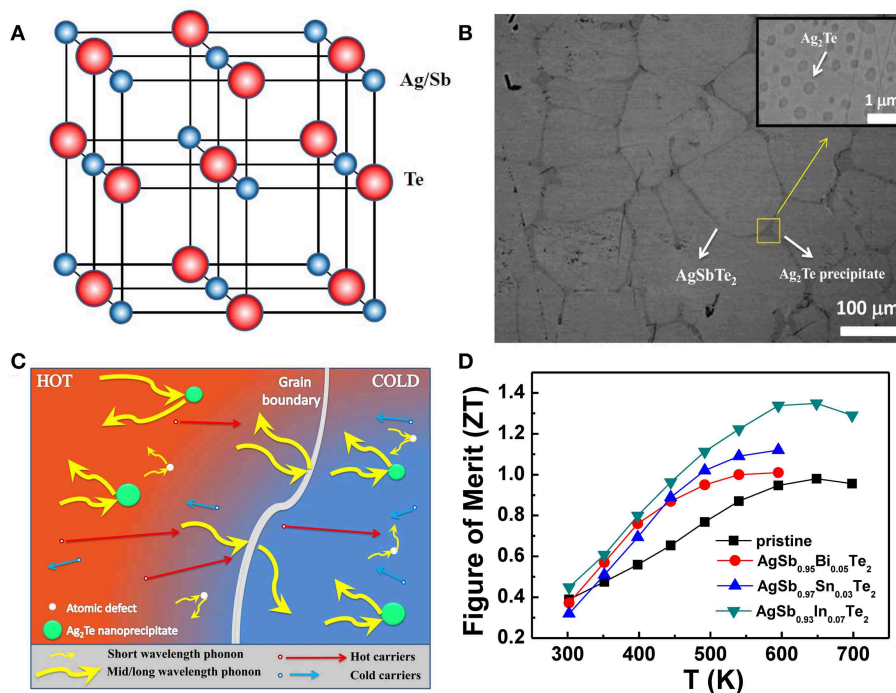 A
Ag/Sb
Te
B
Ag₂Te
1 μm
AgSbTe₂
Ag₂Te precipitate
100 μm
C
HOT
Grain
boundary
COLD
Atomic defect
Ag₂Te nanoprecipitate
Short wavelength phonon
Mid/long wavelength phonon
Hot carriers
Cold carriers
D
Figure of Merit (ZT)
1.4
1.2
1.0
0.8
0.6
0.4
0.2
pristine
AgSb₀.₉₅Bi₀.₀₅Te₂
AgSb₀.₉₇Sn₀.₀₃Te₂
AgSb₀.₉₃In₀.₀₇Te₂
300 400 500 600 700
T (K)